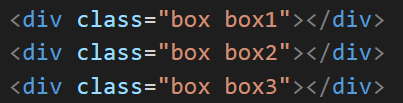 <div class="box box1"></div>
<div class="box box2"></div>
<div class="box box3"></div>